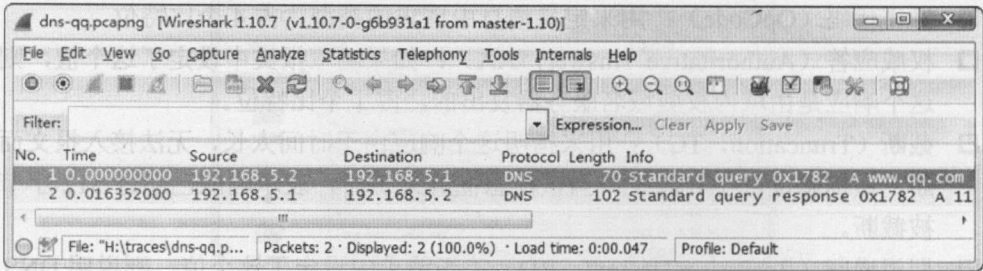 dns-qq.pcapng [Wireshark 1.10.7 (v1.10.7-0-g6b931a1 from master-1.10)]
File Edit View Go Capture Analyze Statistics Telephony Tools Internals Help
Filter: Expression... Clear Apply Save
No. Time Source Destination Protocol Length Info
1 0.000000000 192.168.5.2 192.168.5.1 DNS 70 Standard query 0x1782 A www.qq.com
2 0.016352000 192.168.5.1 192.168.5.2 DNS 102 Standard query response 0x1782 A 11
File: "H:\traces\dns-qq.p... Packets: 2 · Displayed: 2 (100.0%) · Load time: 0:00.047 Profile: Default